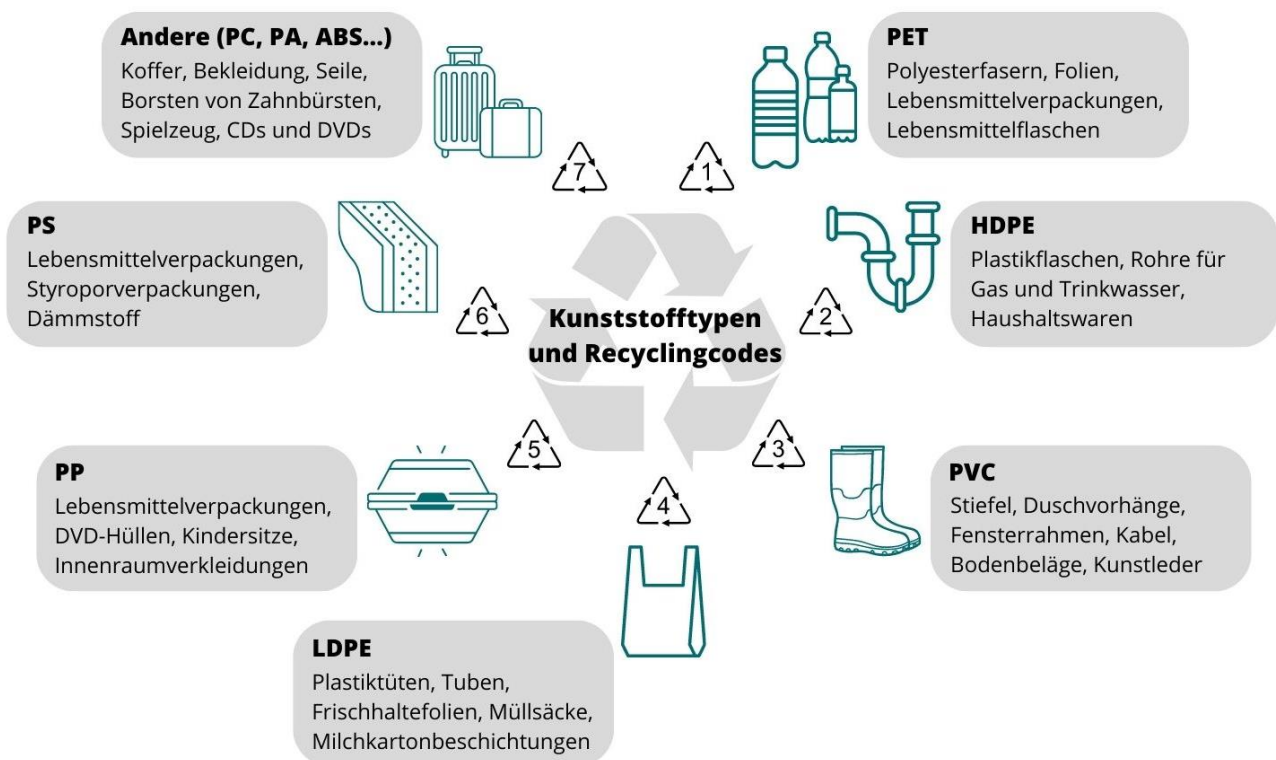 Andere (PC, PA, ABS...)
Koffer, Bekleidung, Seile,
Borsten von Zahnbürsten,
Spielzeug, CDs und DVDs
7
PET
Polyesterfasern, Folien,
Lebensmittelverpackungen,
Lebensmittelflaschen
1
PS
Lebensmittelverpackungen,
Styroporverpackungen,
Dämmstoff
6
HDPE
Plastikflaschen, Rohre für
Gas und Trinkwasser,
Haushaltswaren
2
Kunststofftypen
und Recyclingcodes
PP
Lebensmittelverpackungen,
DVD-Hüllen, Kindersitze,
Innenraumverkleidungen
5
PVC
Stiefel, Duschvorhänge,
Fensterrahmen, Kabel,
Bodenbeläge, Kunstleder
3
4
LDPE
Plastiktüten, Tuben,
Frischhaltefolien, Müllsäcke,
Milchkartonbeschichtungen